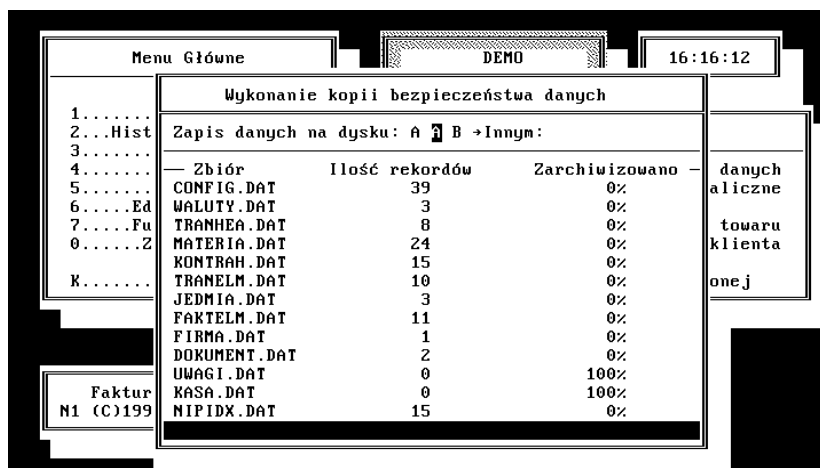 Menu Główne
DEMO
16:16:12
Wykonanie kopii bezpieczeństwa danych
Zapis danych na dysku: A A B →Innym:
── Zbiór Ilość rekordów Zarchiwizowano ─
CONFIG.DAT 39 0%
WALUTY.DAT 3 0%
TRANHEA.DAT 8 0%
MATERIA.DAT 24 0%
KONTRAH.DAT 15 0%
TRANELM.DAT 10 0%
JEDMIA.DAT 3 0%
FAKTELM.DAT 11 0%
FIRMA.DAT 1 0%
DOKUMENT.DAT 2 0%
UWAGI.DAT 0 100%
KASA.DAT 0 100%
NIPIDX.DAT 15 0%
1.......
2...Hist
3.......
4.......
5.......
6.....Ed
7.....Fu
0......Z
K.......
danych
aliczne
towaru
klienta
onej
Faktur
N1 (C)199